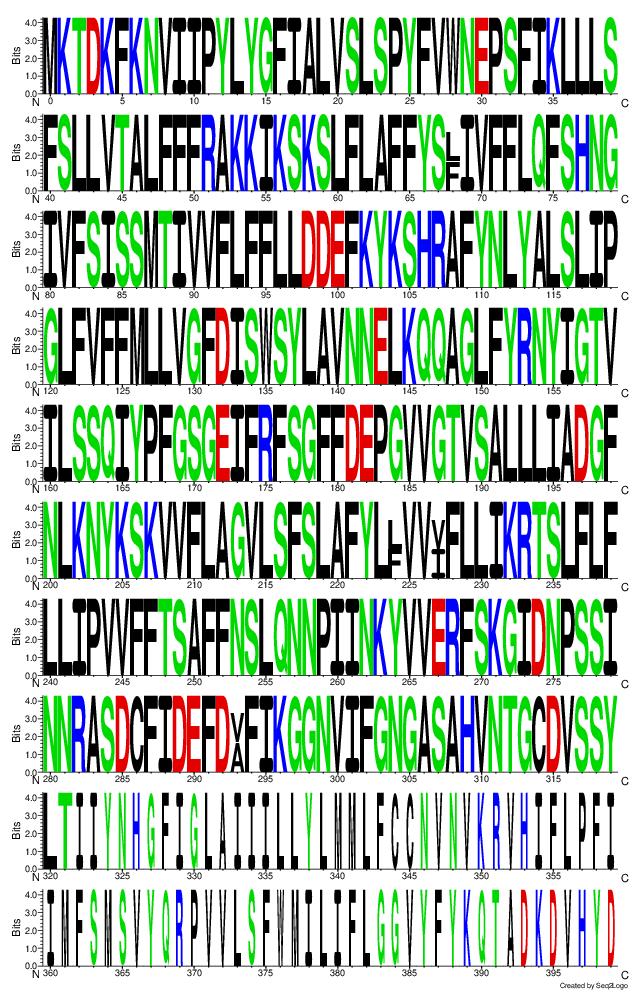 Bits 4.0 3.0 2.0 1.0 0.0
MKTDKFKNVIIPYLYGFIALVSLSPYFVWNEPSFIKLLLS
N 0 5 10 15 20 25 30 35 C
Bits 4.0 3.0 2.0 1.0 0.0
FSLLVTALFFFRAKKIKSKSLFLAFFYSLIVFFLQFSHNG
F
N 40 45 50 55 60 65 70 75 C
Bits 4.0 3.0 2.0 1.0 0.0
IVFSISSMTIVVFLFFLLDDEFKYKSHRAFYNLYALSLIP
N 80 85 90 95 100 105 110 115 C
Bits 4.0 3.0 2.0 1.0 0.0
GLFVFFMLLVGFDISWSYLAVNNELKQQAGLFYRNYIGTV
N 120 125 130 135 140 145 150 155 C
Bits 4.0 3.0 2.0 1.0 0.0
ILSSQIYPFGSGEIFRFSGFFDEPGVVGTVSALLLIADGF
N 160 165 170 175 180 185 190 195 C
Bits 4.0 3.0 2.0 1.0 0.0
NLKNYKSKVVFLAGVLSFSLAFYLLVVVFLLIKRTSLFLF
F I
N 200 205 210 215 220 225 230 235 C
Bits 4.0 3.0 2.0 1.0 0.0
LLIPVVFFTSAFFNSLQNNPIINKYVVERFSKGIDNPSSI
N 240 245 250 255 260 265 270 275 C
Bits 4.0 3.0 2.0 1.0 0.0
NNRASDCFIDEFDVFIKGGNVIFGNGASAHVNTGCDVSSY
A
N 280 285 290 295 300 305 310 315 C
Bits 4.0 3.0 2.0 1.0 0.0
LTIIYNHGFIGLAIIILLYLMMLFCCNVNVKRVHIFLPFI
N 320 325 330 335 340 345 350 355 C
Bits 4.0 3.0 2.0 1.0 0.0
IMFSMSVYQRPVVLSFWMILIFLGGVYFYKQTADKDVHYD
N 360 365 370 375 380 385 390 395 C
Created by Seq2Logo